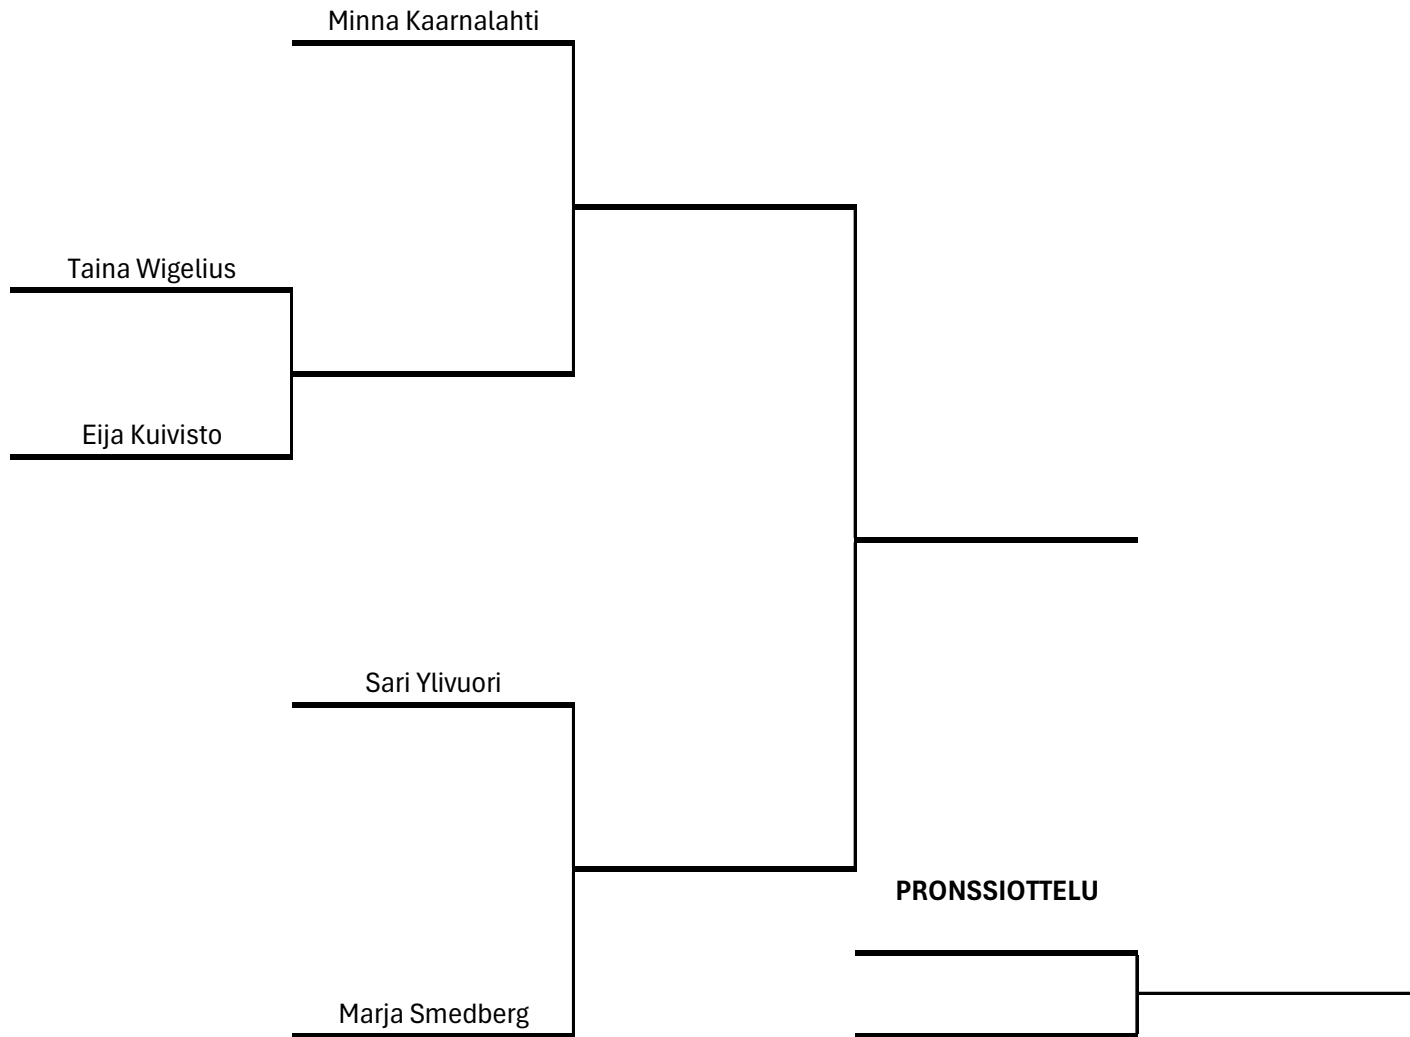 Minna Kaarnalahti
Taina Wigelius
Eija Kuivisto
Sari Ylivuori
PRONSSIOTTELU
Marja Smedberg